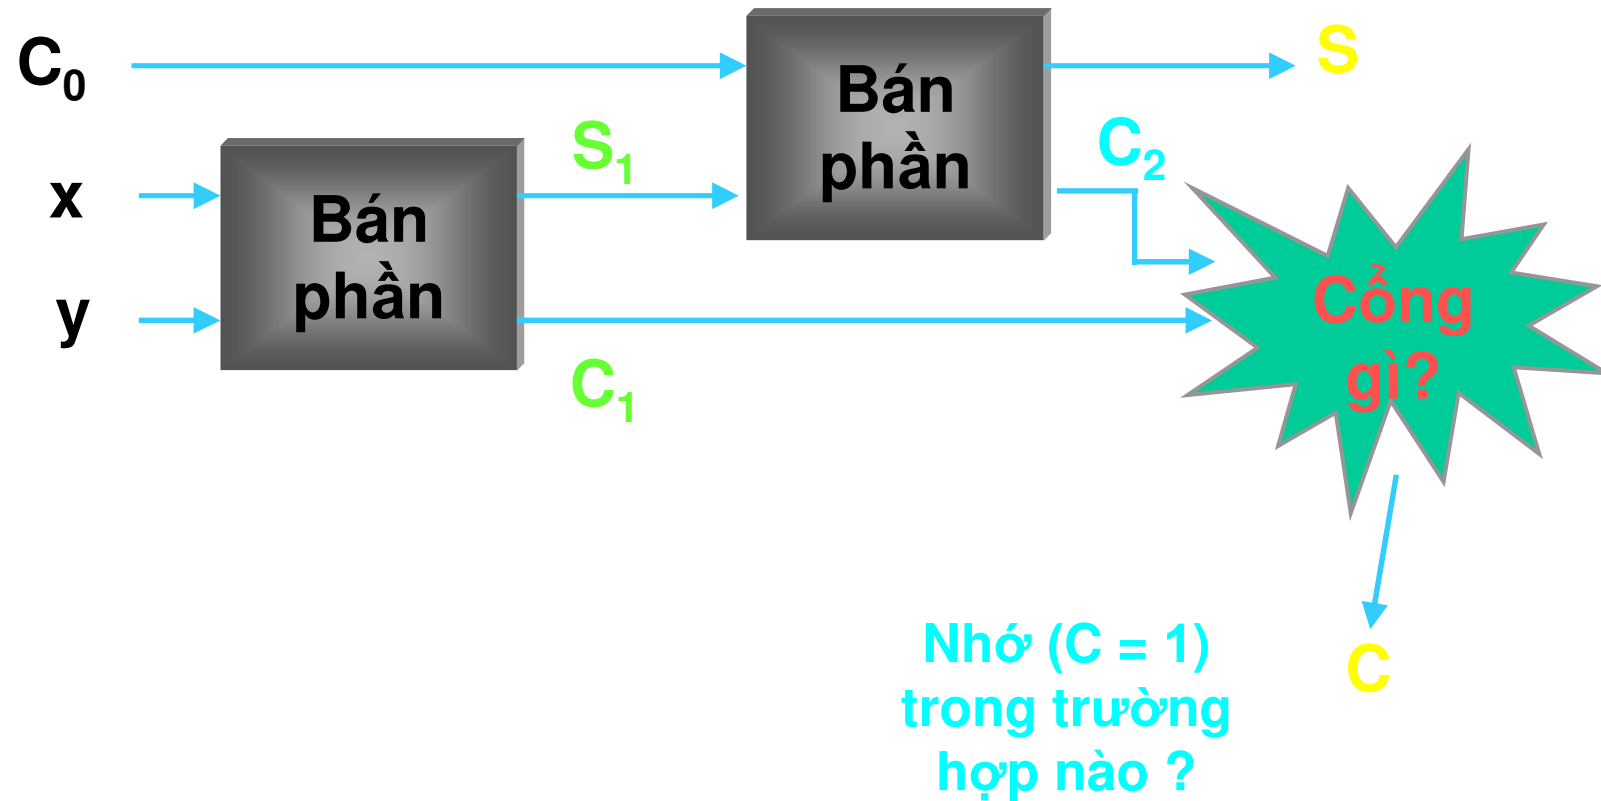 C₀
Bán
phần
S
S₁
C₂
x
Bán
phần
y
Cổng
gì?
C₁
Nhớ (C = 1)
trong trường
hợp nào ?
C